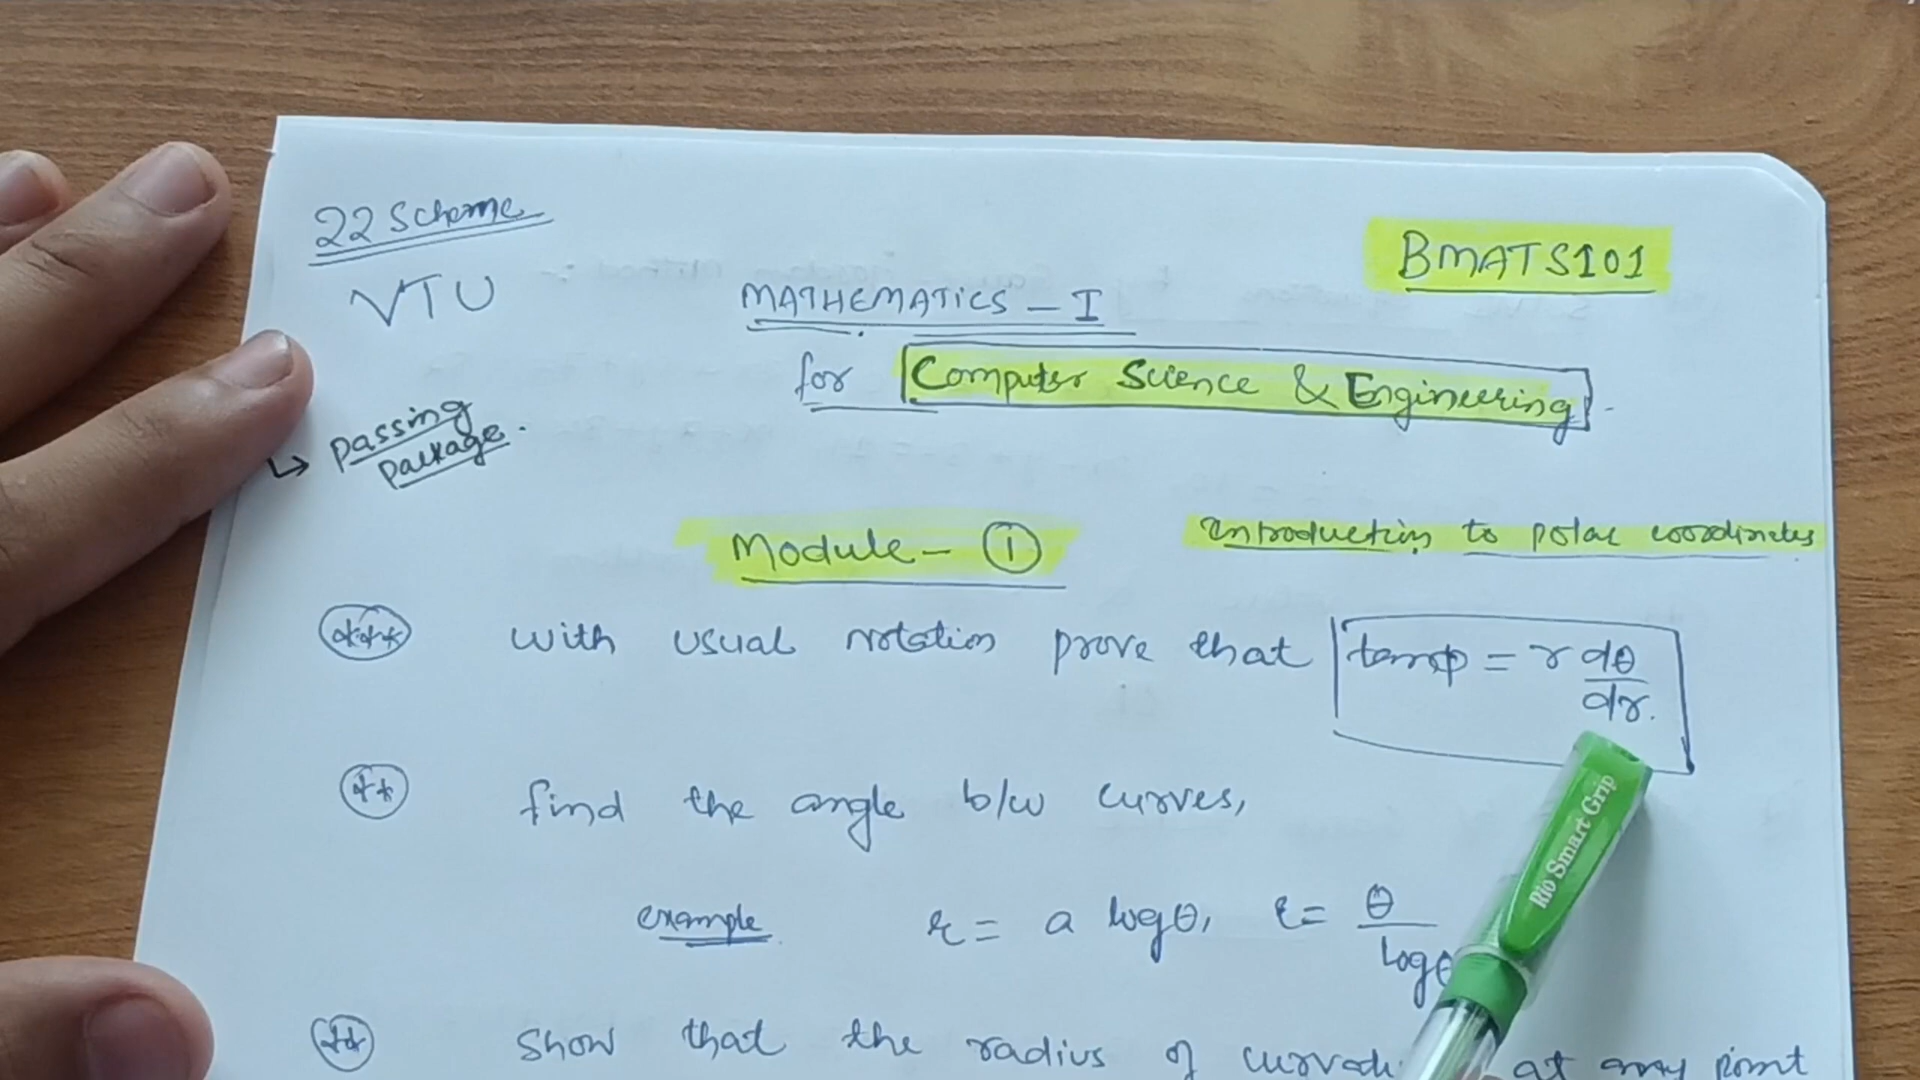 22 Scheme
BMATS101
VTU
MATHEMATICS - I
for Computer Science & Engineering
↳ passing package.
Module - ①
Introduction to polar coordinates
*** with usual notation prove that tanφ = r dθ/dr.
** find the angle b/w curves,
example r = a logθ, r = θ/logθ
** Show that the radius of at any point
Rio Smart Grip